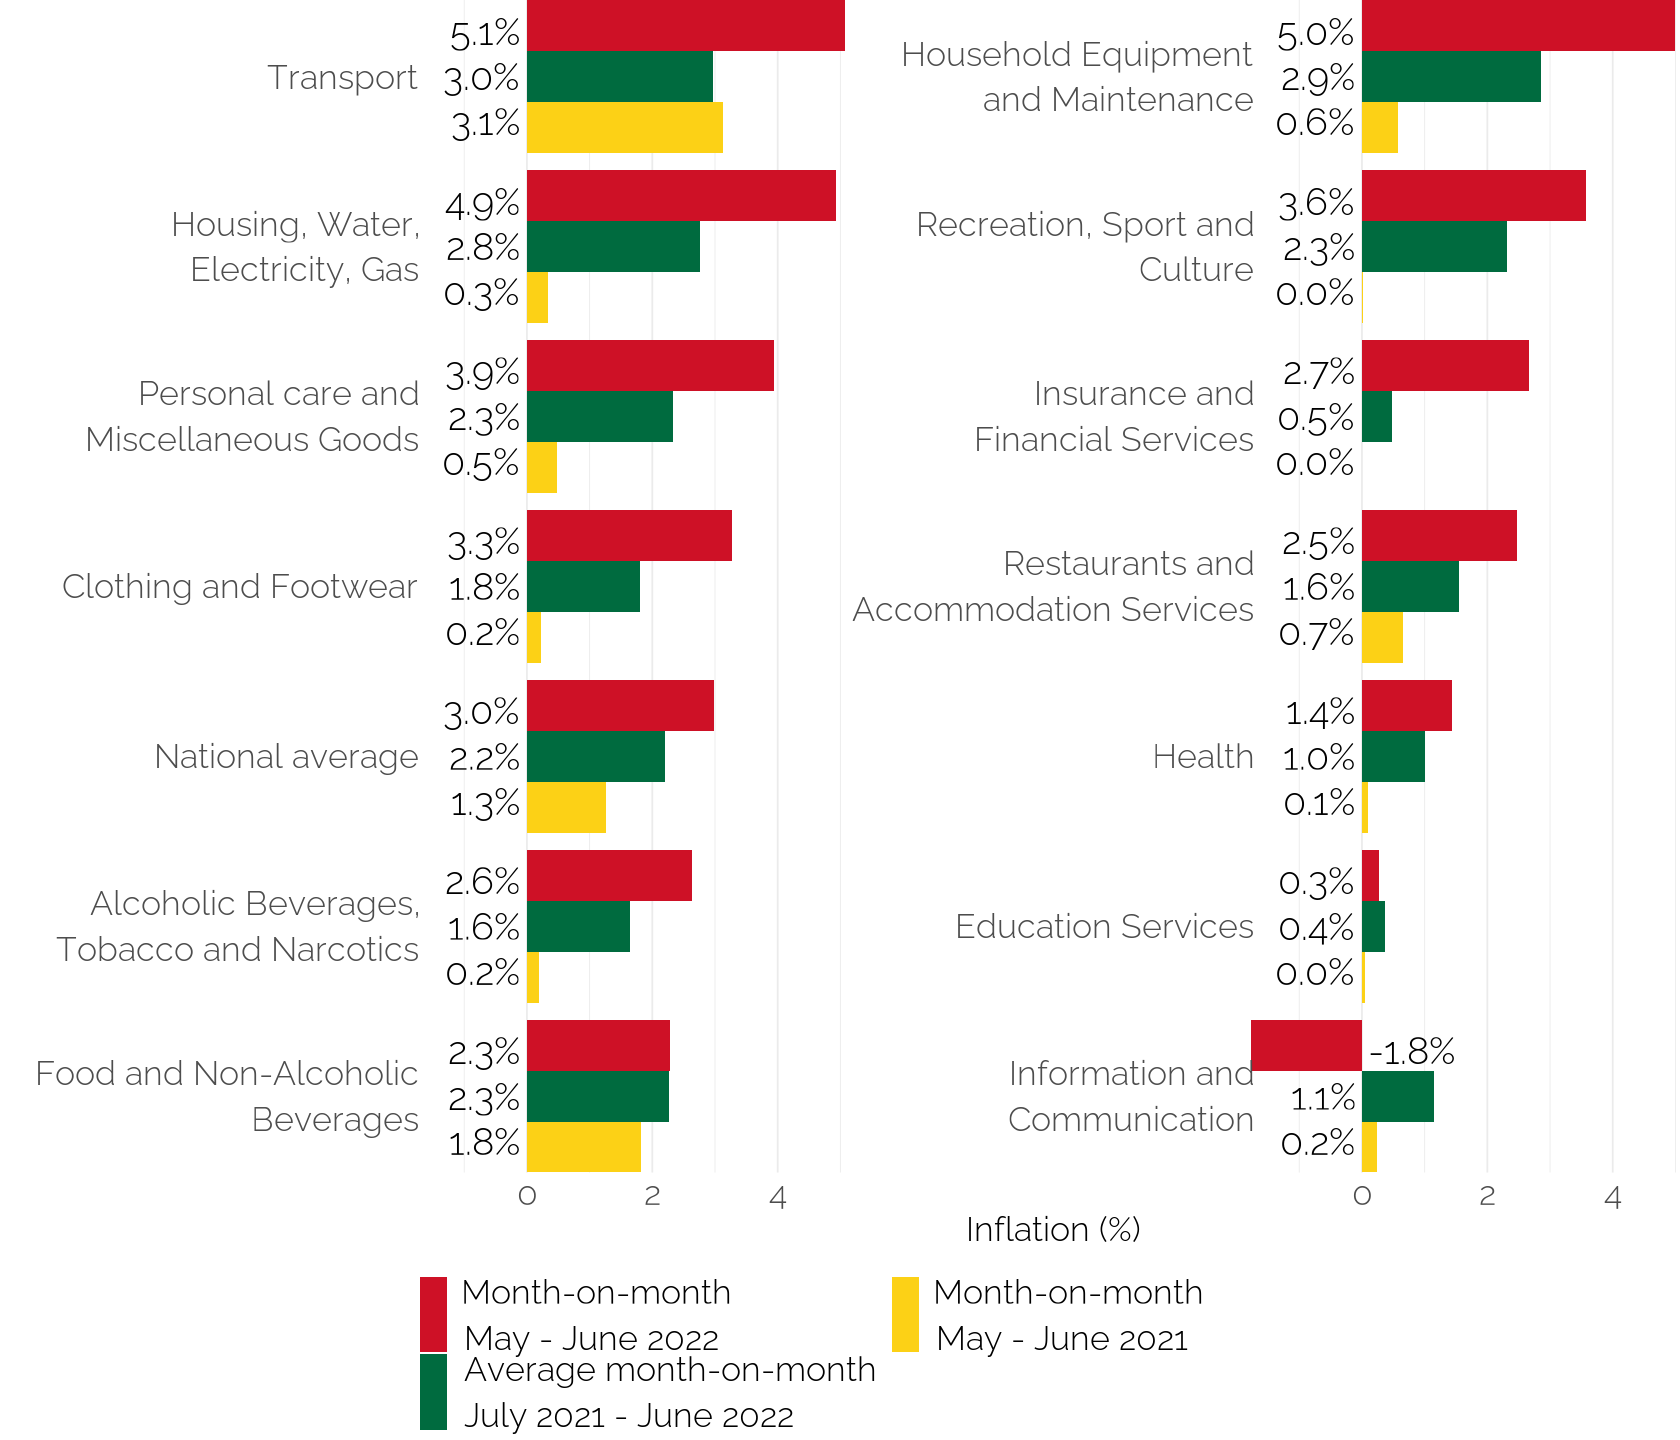 Transport
5.1%
3.0%
3.1%
Housing, Water,
Electricity, Gas
4.9%
2.8%
0.3%
Personal care and
Miscellaneous Goods
3.9%
2.3%
0.5%
Clothing and Footwear
3.3%
1.8%
0.2%
National average
3.0%
2.2%
1.3%
Alcoholic Beverages,
Tobacco and Narcotics
2.6%
1.6%
0.2%
Food and Non-Alcoholic
Beverages
2.3%
2.3%
1.8%
0 2 4
Household Equipment
and Maintenance
5.0%
2.9%
0.6%
Recreation, Sport and
Culture
3.6%
2.3%
0.0%
Insurance and
Financial Services
2.7%
0.5%
0.0%
Restaurants and
Accommodation Services
2.5%
1.6%
0.7%
Health
1.4%
1.0%
0.1%
Education Services
0.3%
0.4%
0.0%
Information and
Communication
-1.8%
1.1%
0.2%
0 2 4
Inflation (%)
Month-on-month
May - June 2022
Average month-on-month
July 2021 - June 2022
Month-on-month
May - June 2021